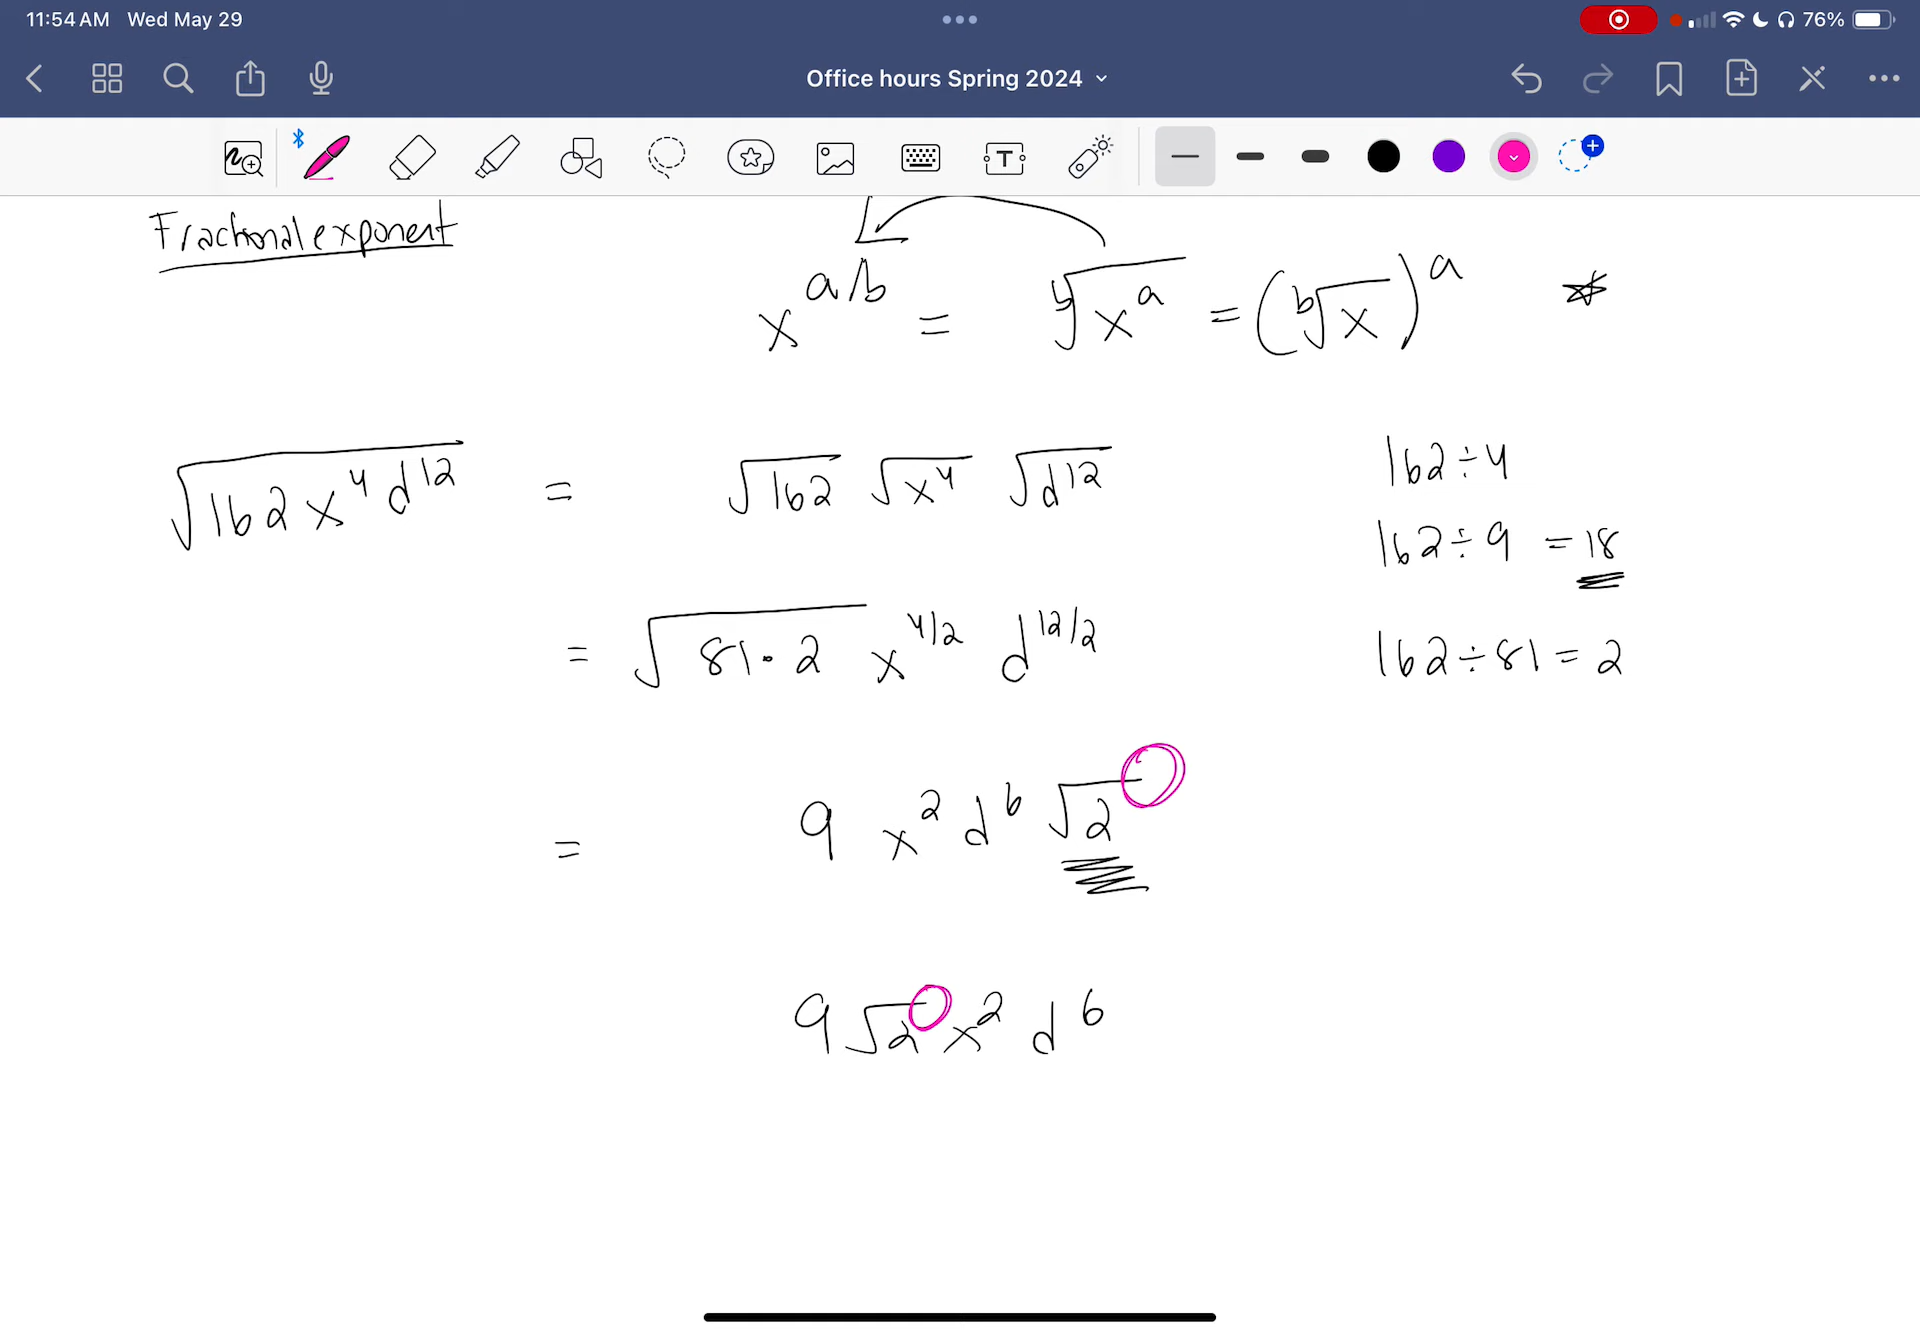 11:54 AM Wed May 29
76%
Office hours Spring 2024
Fractional exponent
x^{a/b} = \sqrt[b]{x^a} = (\sqrt[b]{x})^a
√(162 x⁴ d¹²) = √162 √x⁴ √d¹²
162 ÷ 4
162 ÷ 9 = 18
= √(81 · 2) x^{4/2} d^{12/2}
162 ÷ 81 = 2
= 9 x² d⁶ √2
9 √2 x² d⁶